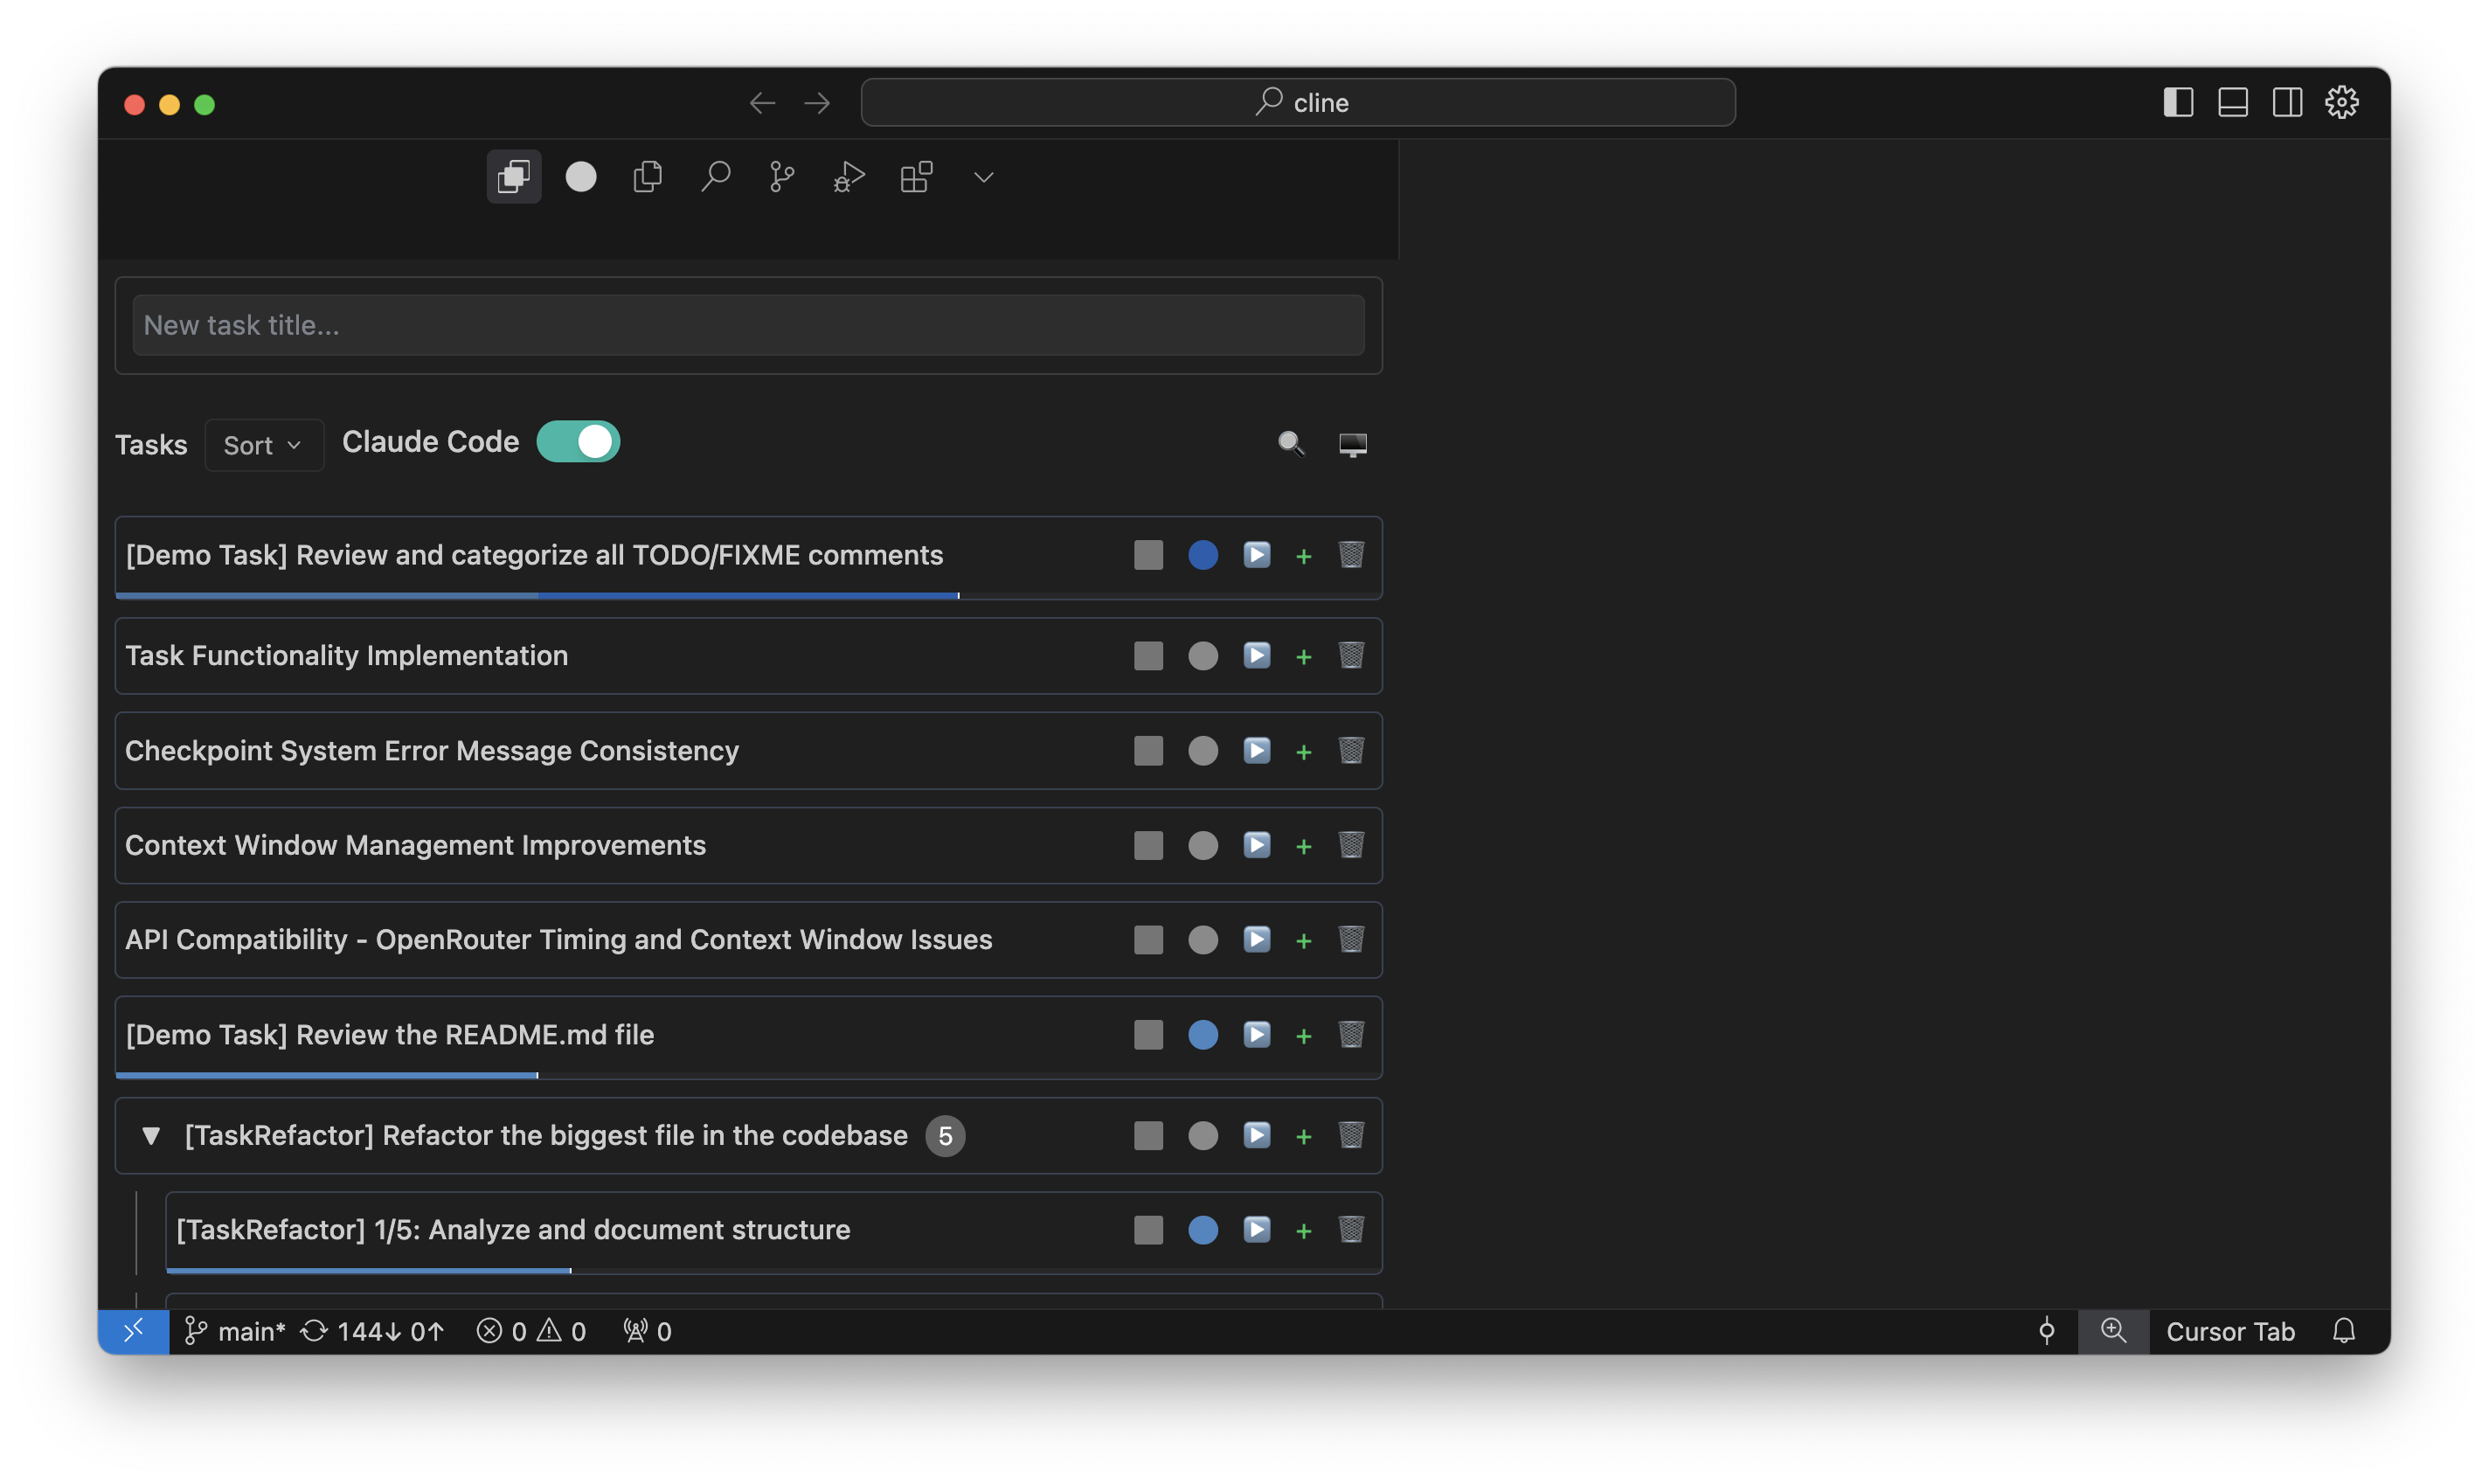 cline
New task title...
Tasks Sort Claude Code
[Demo Task] Review and categorize all TODO/FIXME comments +
Task Functionality Implementation +
Checkpoint System Error Message Consistency +
Context Window Management Improvements +
API Compatibility - OpenRouter Timing and Context Window Issues +
[Demo Task] Review the README.md file +
▼ [TaskRefactor] Refactor the biggest file in the codebase 5 +
[TaskRefactor] 1/5: Analyze and document structure +
main* 144↓ 0↑ 0 0 0 Cursor Tab